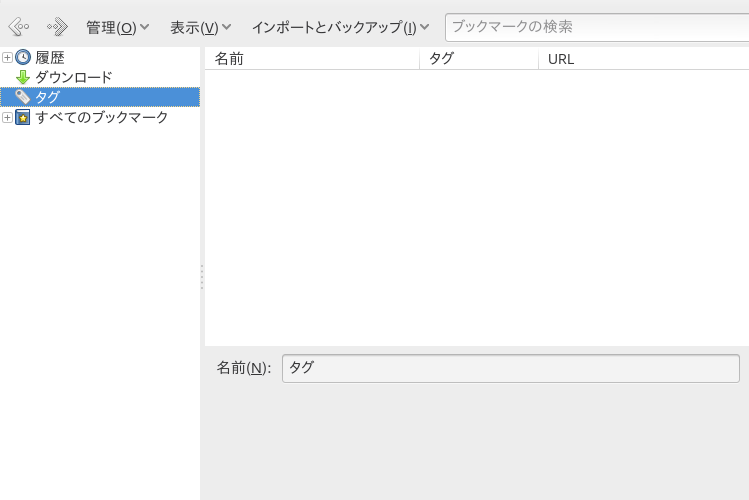 管理(O) 表示(V) インポートとバックアップ(I) ブックマークの検索
履歴
ダウンロード
タグ
すべてのブックマーク
名前 タグ URL
名前(N): タグ